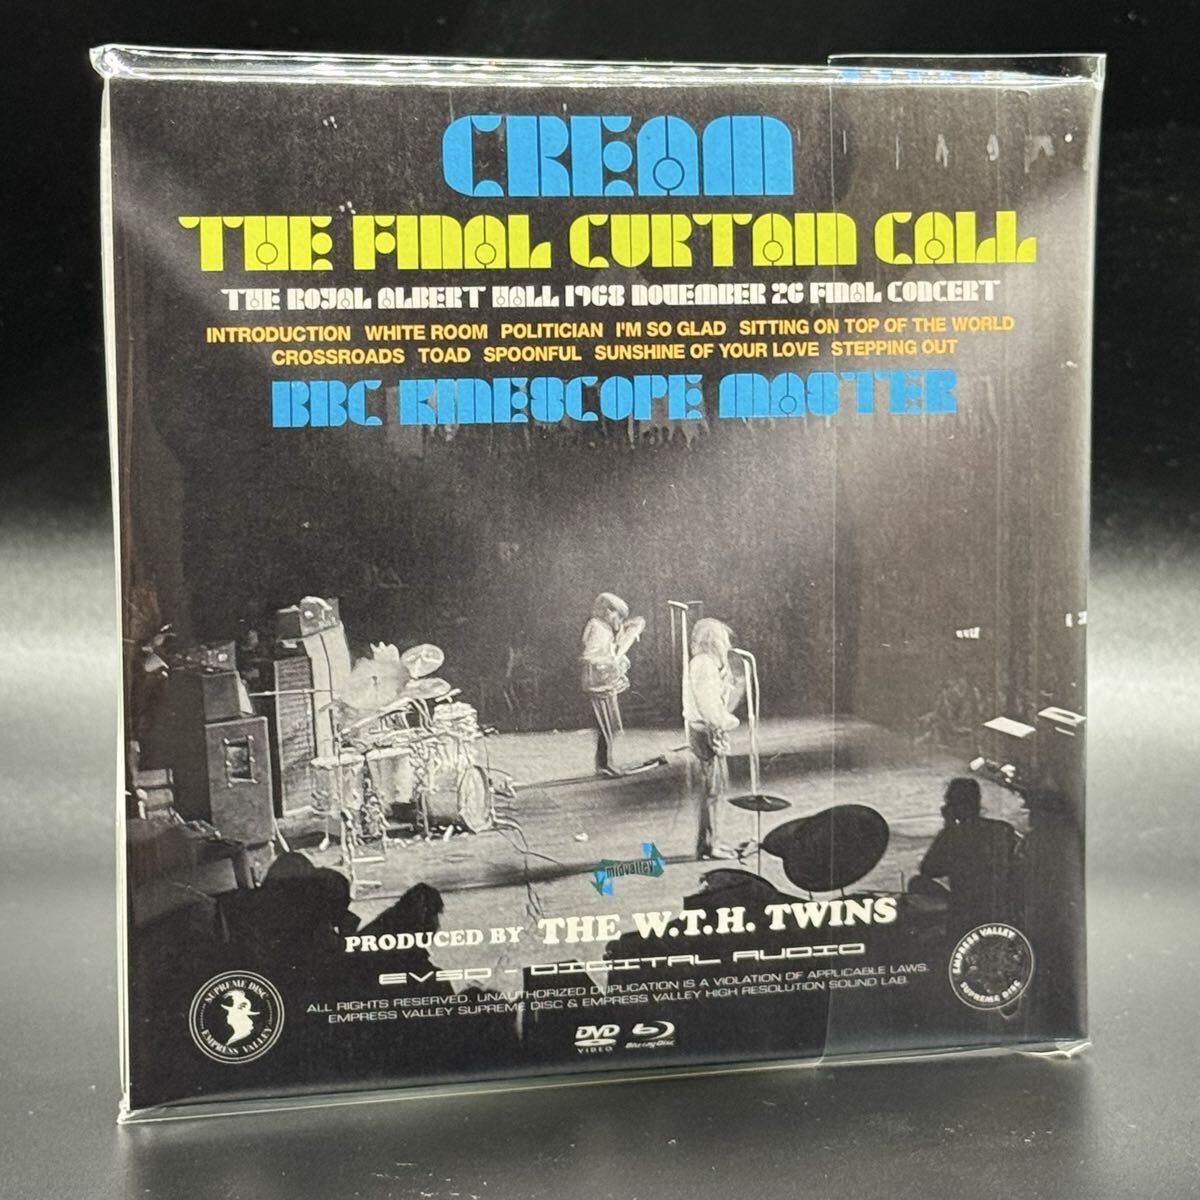 CREAM
THE FINAL CURTAIN CALL
THE ROYAL ALBERT HALL 1968 NOVEMBER 26 FINAL CONCERT
INTRODUCTION WHITE ROOM POLITICIAN I'M SO GLAD SITTING ON TOP OF THE WORLD
CROSSROADS TOAD SPOONFUL SUNSHINE OF YOUR LOVE STEPPING OUT
BBC KINESCOPE MASTER
midvalley
PRODUCED BY THE W.T.H. TWINS
EVSD - DIGITAL AUDIO
ALL RIGHTS RESERVED. UNAUTHORIZED DUPLICATION IS A VIOLATION OF APPLICABLE LAWS.
EMPRESS VALLEY SUPREME DISC & EMPRESS VALLEY HIGH RESOLUTION SOUND LAB.
SUPREME DISC
EMPRESS VALLEY
EMPRESS VALLEY
SUPREME DISC
DVD VIDEO Blu-ray Disc